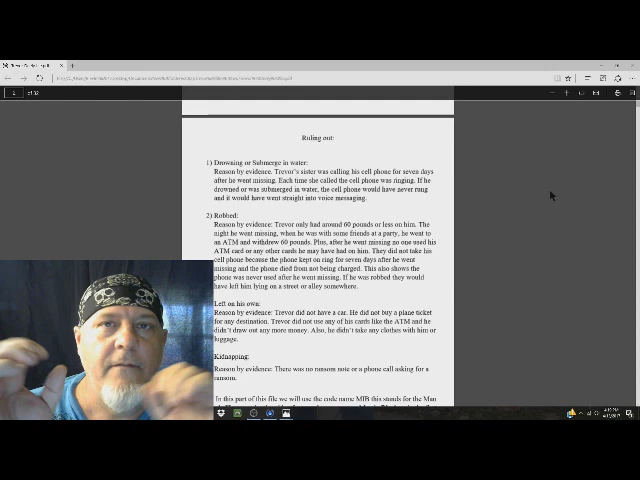 2 of 32
Ruling out:
1) Drowning or Submerge in water:
Reason by evidence: Trevor's sister was calling his cell phone for seven days
after he went missing. Each time she called the cell phone was ringing. If he
drowned or was submerged in water, the cell phone would have never rung
and it would have went straight into voice messaging.
2) Robbed:
Reason by evidence: Trevor only had around 60 pounds or less on him. The
night he went missing, when he was with some friends at a party, he went to
an ATM and withdrew 60 pounds. Plus, after he went missing no one used his
ATM card or any other cards he may have had on him. They did not take his
cell phone because the phone kept on ring for seven days after he went
missing and the phone died from not being charged. This also shows the
phone was never used after he went missing. If he was robbed they would
have left him lying on a street or alley somewhere.
Left on his own:
Reason by evidence: Trevor did not have a car. He did not buy a plane ticket
for any destination. Trevor did not use any of his cards like the ATM and he
didn't draw out any more money. Also, he didn't take any clothes with him or
luggage.
Kidnapping:
Reason by evidence: There was no ransom note or a phone call asking for a
ransom.
In this part of this file we will use the code name MIB this stands for the Man